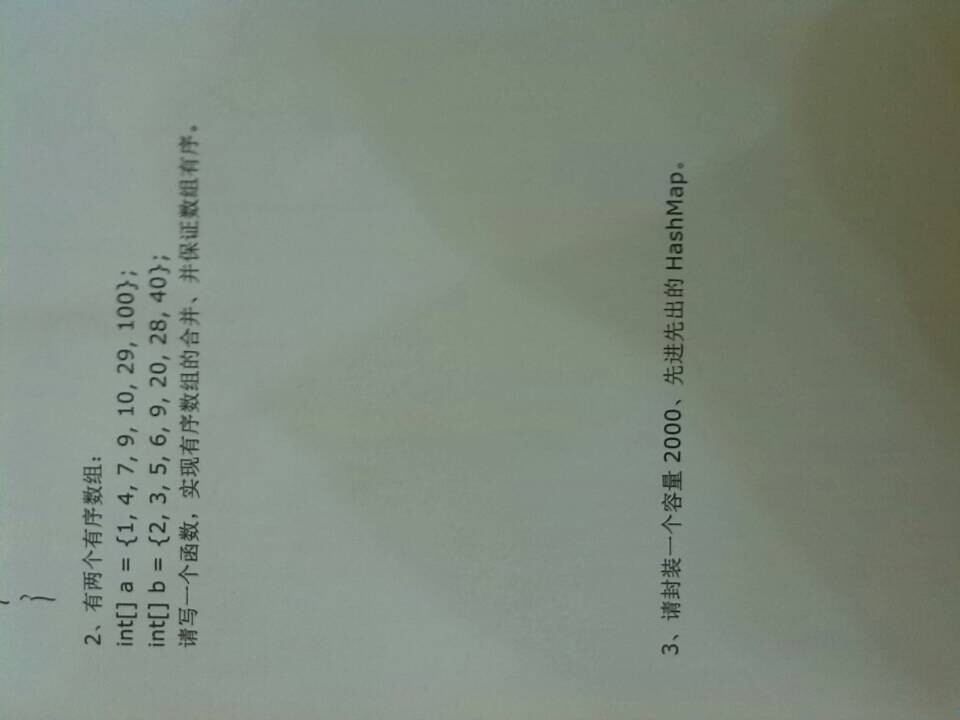 2、有两个有序数组：
int[] a = {1, 4, 7, 9, 10, 29, 100};
int[] b = {2, 3, 5, 6, 9, 20, 28, 40};
请写一个函数，实现有序数组的合并、并保证数组有序。
3、请封装一个容量 2000、先进先出的 HashMap。